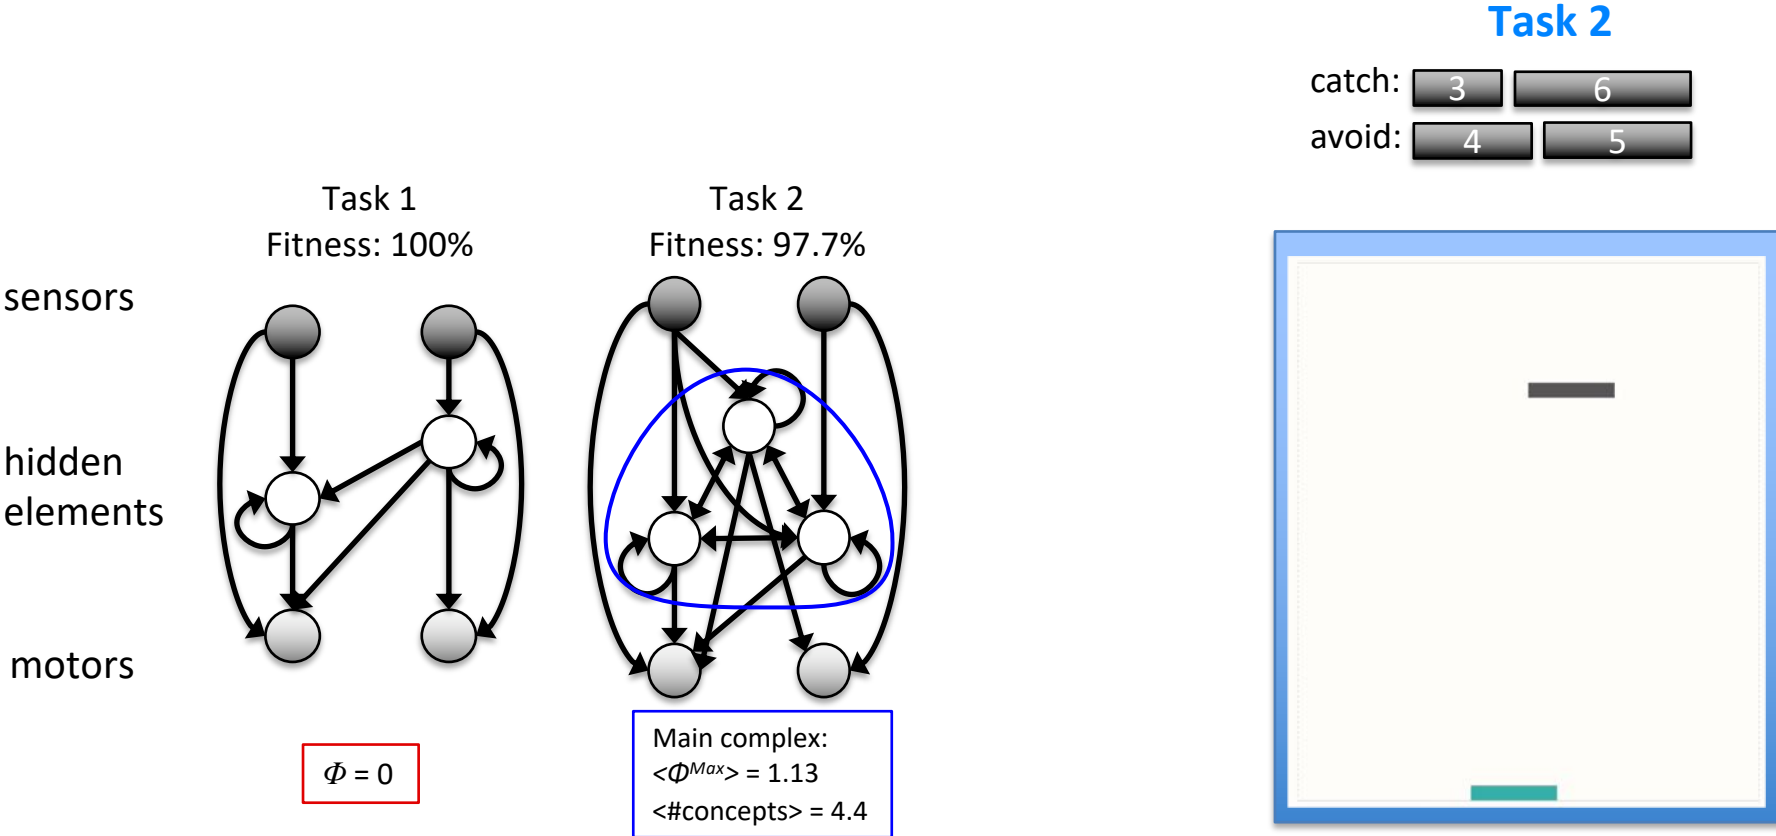 Task 2
catch: 3 6
avoid: 4 5
Task 1
Fitness: 100%
Task 2
Fitness: 97.7%
sensors
hidden
elements
motors
Φ = 0
Main complex:
<Φ^Max> = 1.13
<#concepts> = 4.4